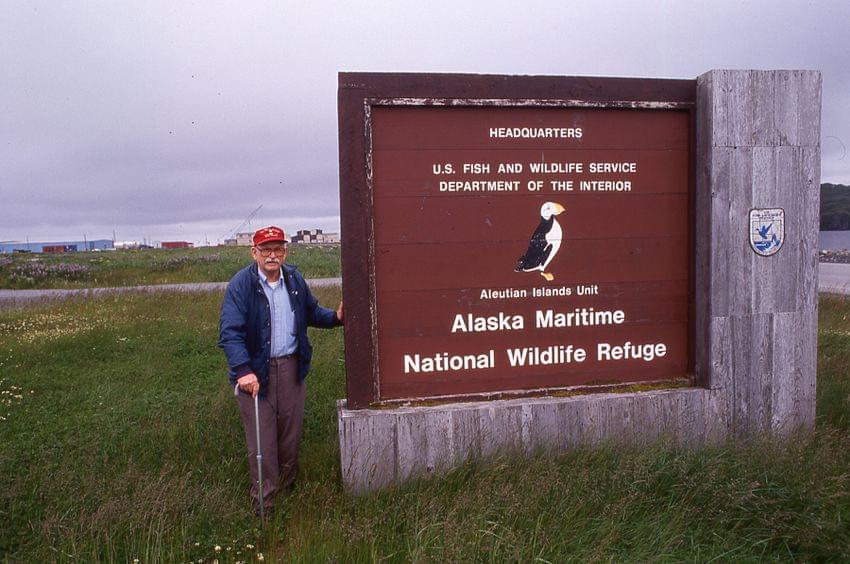 HEADQUARTERS
U.S. FISH AND WILDLIFE SERVICE
DEPARTMENT OF THE INTERIOR
Aleutian Islands Unit
Alaska Maritime
National Wildlife Refuge